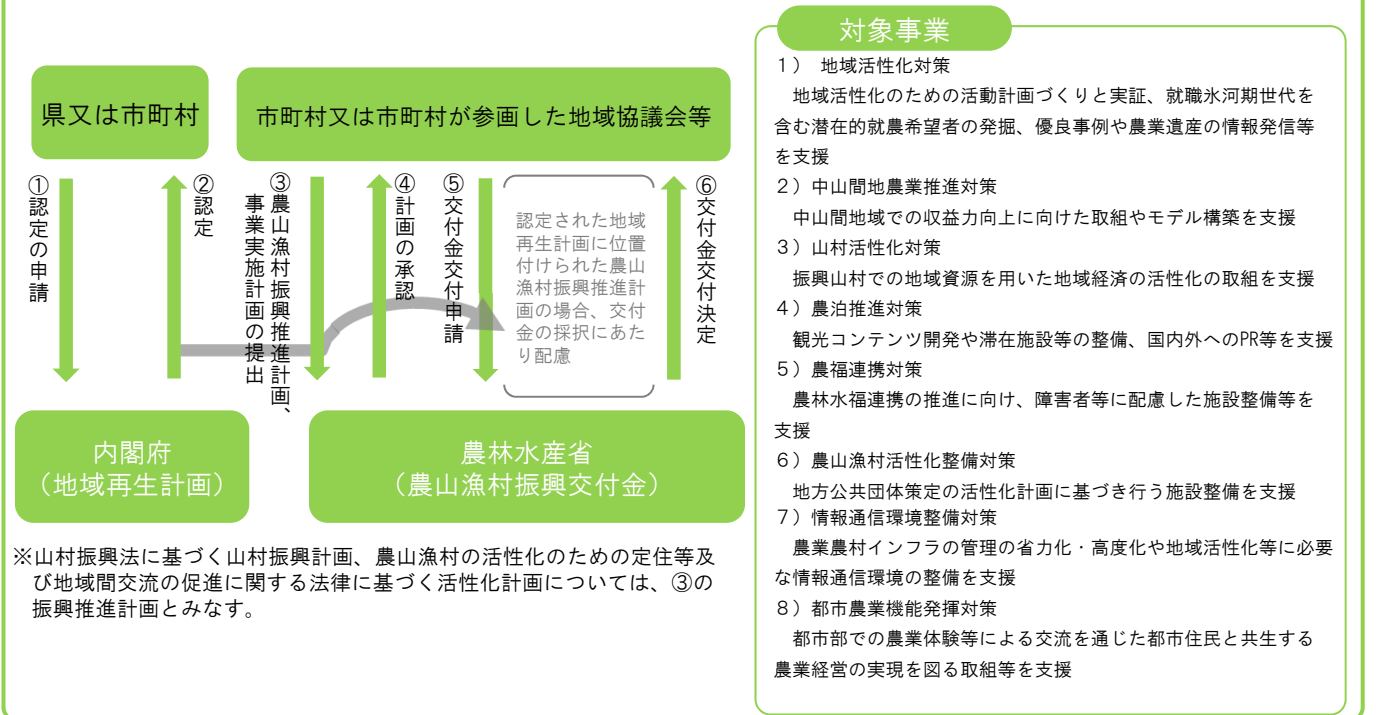 県又は市町村
市町村又は市町村が参画した地域協議会等
①認定の申請
②認定
③農山漁村振興推進計画、
事業実施計画の提出
④計画の承認
⑤交付金交付申請
認定された地域
再生計画に位置
付けられた農山
漁村振興推進計
画の場合、交付
金の採択にあた
り配慮
⑥交付金交付決定
内閣府
(地域再生計画)
農林水産省
(農山漁村振興交付金)
※山村振興法に基づく山村振興計画、農山漁村の活性化のための定住等及
び地域間交流の促進に関する法律に基づく活性化計画については、③の
振興推進計画とみなす。
対象事業
1) 地域活性化対策
地域活性化のための活動計画づくりと実証、就職氷河期世代を
含む潜在的就農希望者の発掘、優良事例や農業遺産の情報発信等
を支援
2)中山間地農業推進対策
中山間地域での収益力向上に向けた取組やモデル構築を支援
3)山村活性化対策
振興山村での地域資源を用いた地域経済の活性化の取組を支援
4)農泊推進対策
観光コンテンツ開発や滞在施設等の整備、国内外へのPR等を支援
5)農福連携対策
農林水福連携の推進に向け、障害者等に配慮した施設整備等を
支援
6)農山漁村活性化整備対策
地方公共団体策定の活性化計画に基づき行う施設整備を支援
7)情報通信環境整備対策
農業農村インフラの管理の省力化・高度化や地域活性化等に必要
な情報通信環境の整備を支援
8)都市農業機能発揮対策
都市部での農業体験等による交流を通じた都市住民と共生する
農業経営の実現を図る取組等を支援